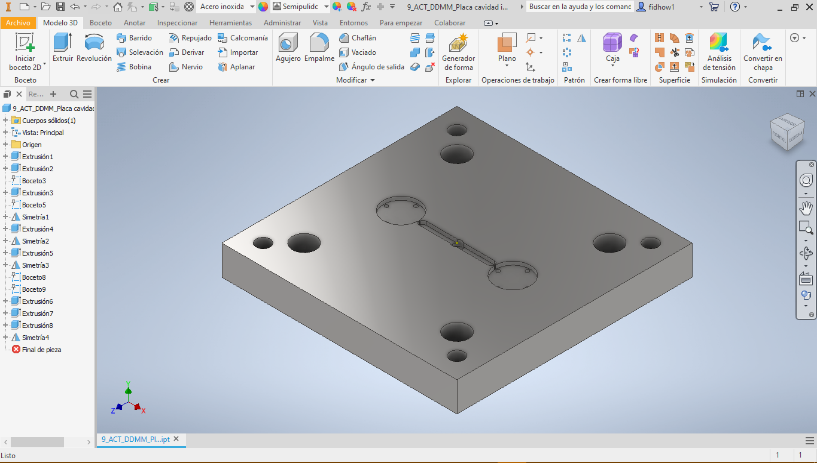 Acero inoxida
Semipulidc
9_ACT_DDMM_Placa cavidad i...
Buscar en la ayuda y los comanc
fidhow1
Archivo Modelo 3D Boceto Anotar Inspeccionar Herramientas Administrar Vista Entornos Para empezar Colaborar
Iniciar
boceto 2D
Extruir
Revolución
Barrido
Solevación
Bobina
Repujado
Derivar
Nervio
Calcomanía
Importar
Aplanar
Agujero
Empalme
Chaflán
Vaciado
Ángulo de salida
Generador
de forma
Plano
Caja
Análisis
de tensión
Convertir en
chapa
Boceto Crear Modificar Explorar Operaciones de trabajo Patrón Crear forma libre Superficie Simulación Convertir
Re...
9_ACT_DDMM_Placa cavidad
Cuerpos sólidos(1)
Vista: Principal
Origen
Extrusión1
Extrusión2
Boceto3
Extrusión3
Boceto5
Simetría1
Extrusión4
Simetría2
Extrusión5
Simetría3
Boceto8
Boceto9
Extrusión6
Extrusión7
Extrusión8
Simetría4
Final de pieza
Y
Z
X
9_ACT_DDMM_Pl...ipt
Listo
1 1